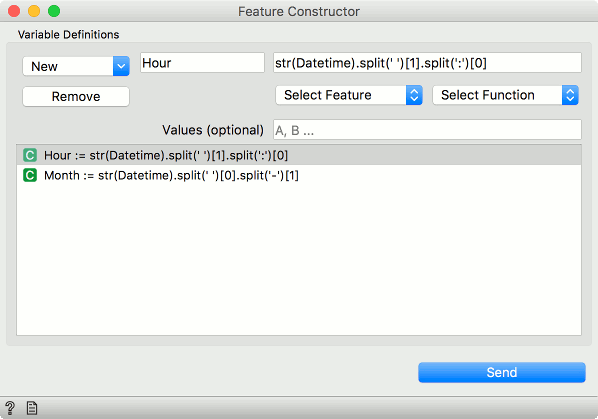 Feature Constructor
Variable Definitions
New Hour str(Datetime).split(' ')[1].split(':')[0]
Remove Select Feature Select Function
Values (optional) A, B ...
C Hour := str(Datetime).split(' ')[1].split(':')[0]
C Month := str(Datetime).split(' ')[0].split('-')[1]
Send
?